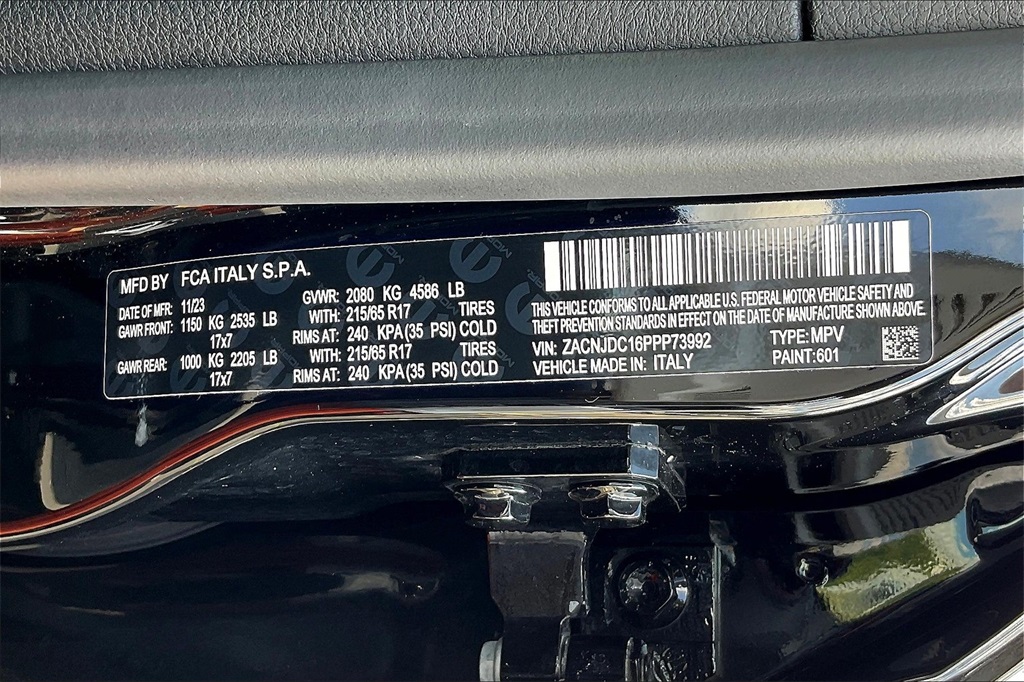 MFD BY FCA ITALY S.P.A.
DATE OF MFR: 11/23 GVWR: 2080 KG 4586 LB
GAWR FRONT: 1150 KG 2535 LB WITH: 215/65 R17 TIRES
17x7 RIMS AT: 240 KPA (35 PSI) COLD
GAWR REAR: 1000 KG 2205 LB WITH: 215/65 R17 TIRES
17x7 RIMS AT: 240 KPA (35 PSI) COLD
THIS VEHICLE CONFORMS TO ALL APPLICABLE U.S. FEDERAL MOTOR VEHICLE SAFETY AND
THEFT PREVENTION STANDARDS IN EFFECT ON THE DATE OF MANUFACTURE SHOWN ABOVE.
VIN: ZACNJDC16PPP73992 TYPE: MPV
VEHICLE MADE IN: ITALY PAINT: 601